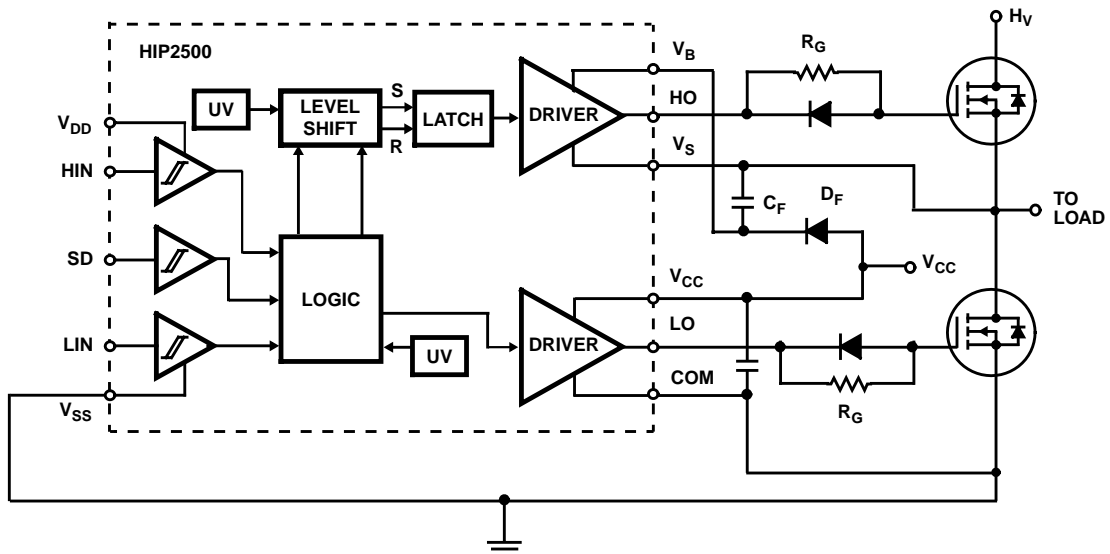 HIP2500
V_B
R_G
H_V
UV
LEVEL
SHIFT
S
R
LATCH
DRIVER
HO
V_DD
V_S
HIN
C_F
D_F
TO
LOAD
SD
LOGIC
V_CC
V_CC
LIN
UV
DRIVER
LO
COM
V_SS
R_G